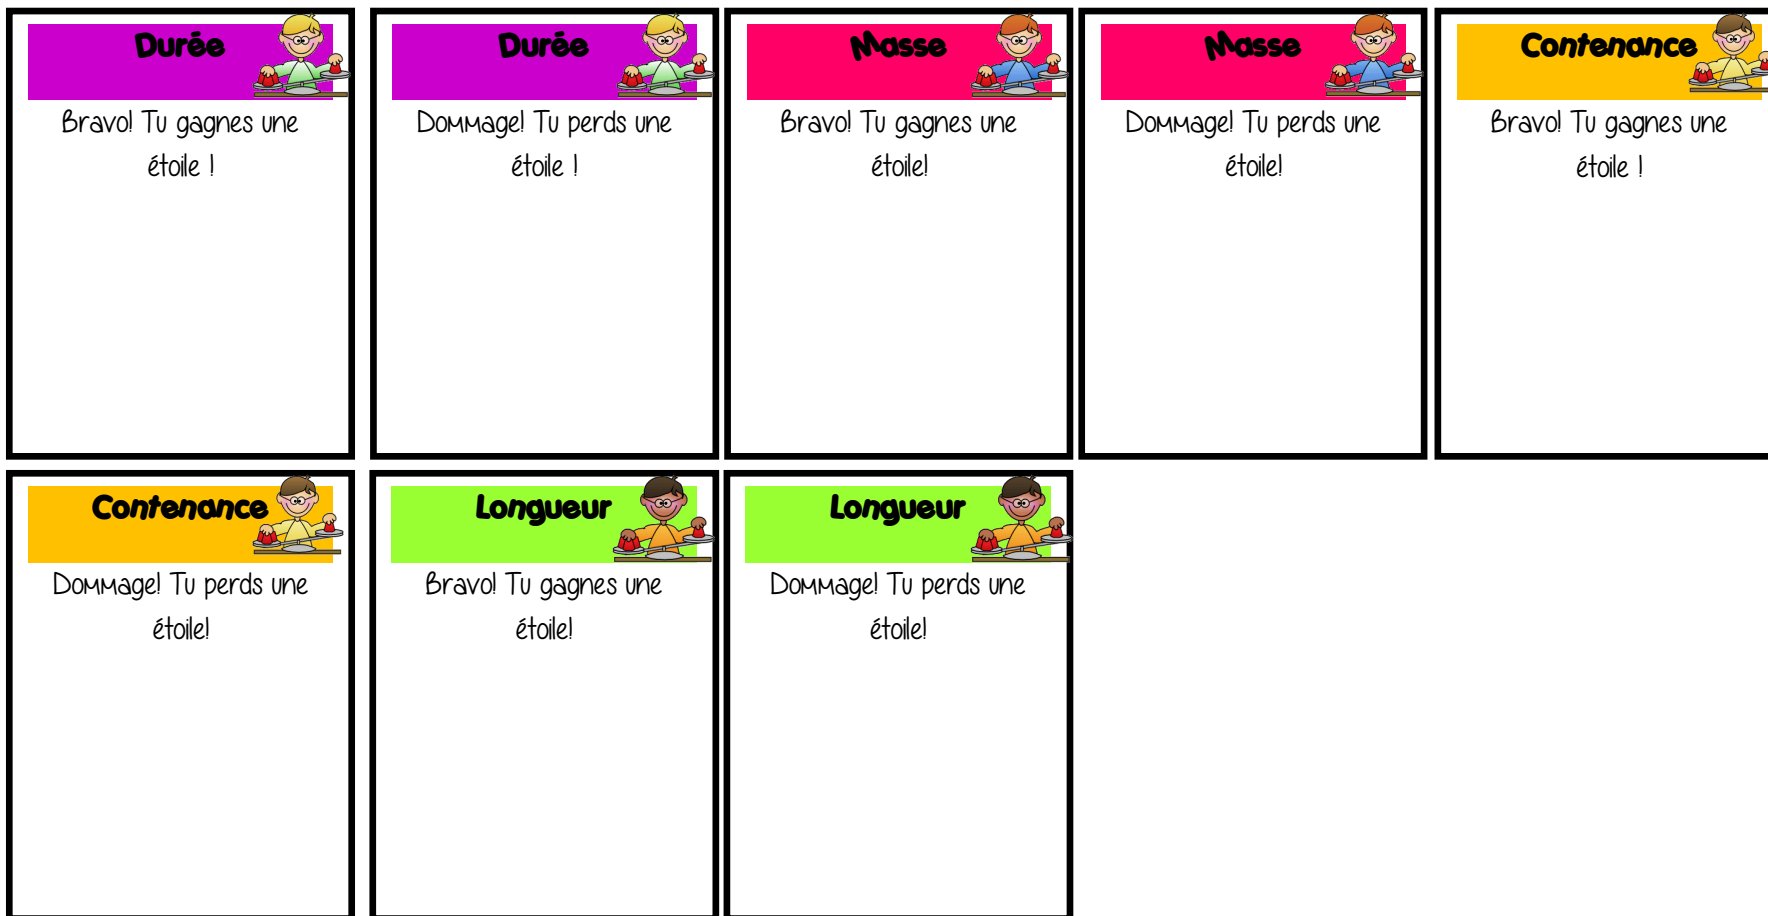 Durée
Bravo! Tu gagnes une
étoile !
Durée
Dommage! Tu perds une
étoile !
Masse
Bravo! Tu gagnes une
étoile!
Masse
Dommage! Tu perds une
étoile!
Contenance
Bravo! Tu gagnes une
étoile !
Contenance
Dommage! Tu perds une
étoile!
Longueur
Bravo! Tu gagnes une
étoile!
Longueur
Dommage! Tu perds une
étoile!